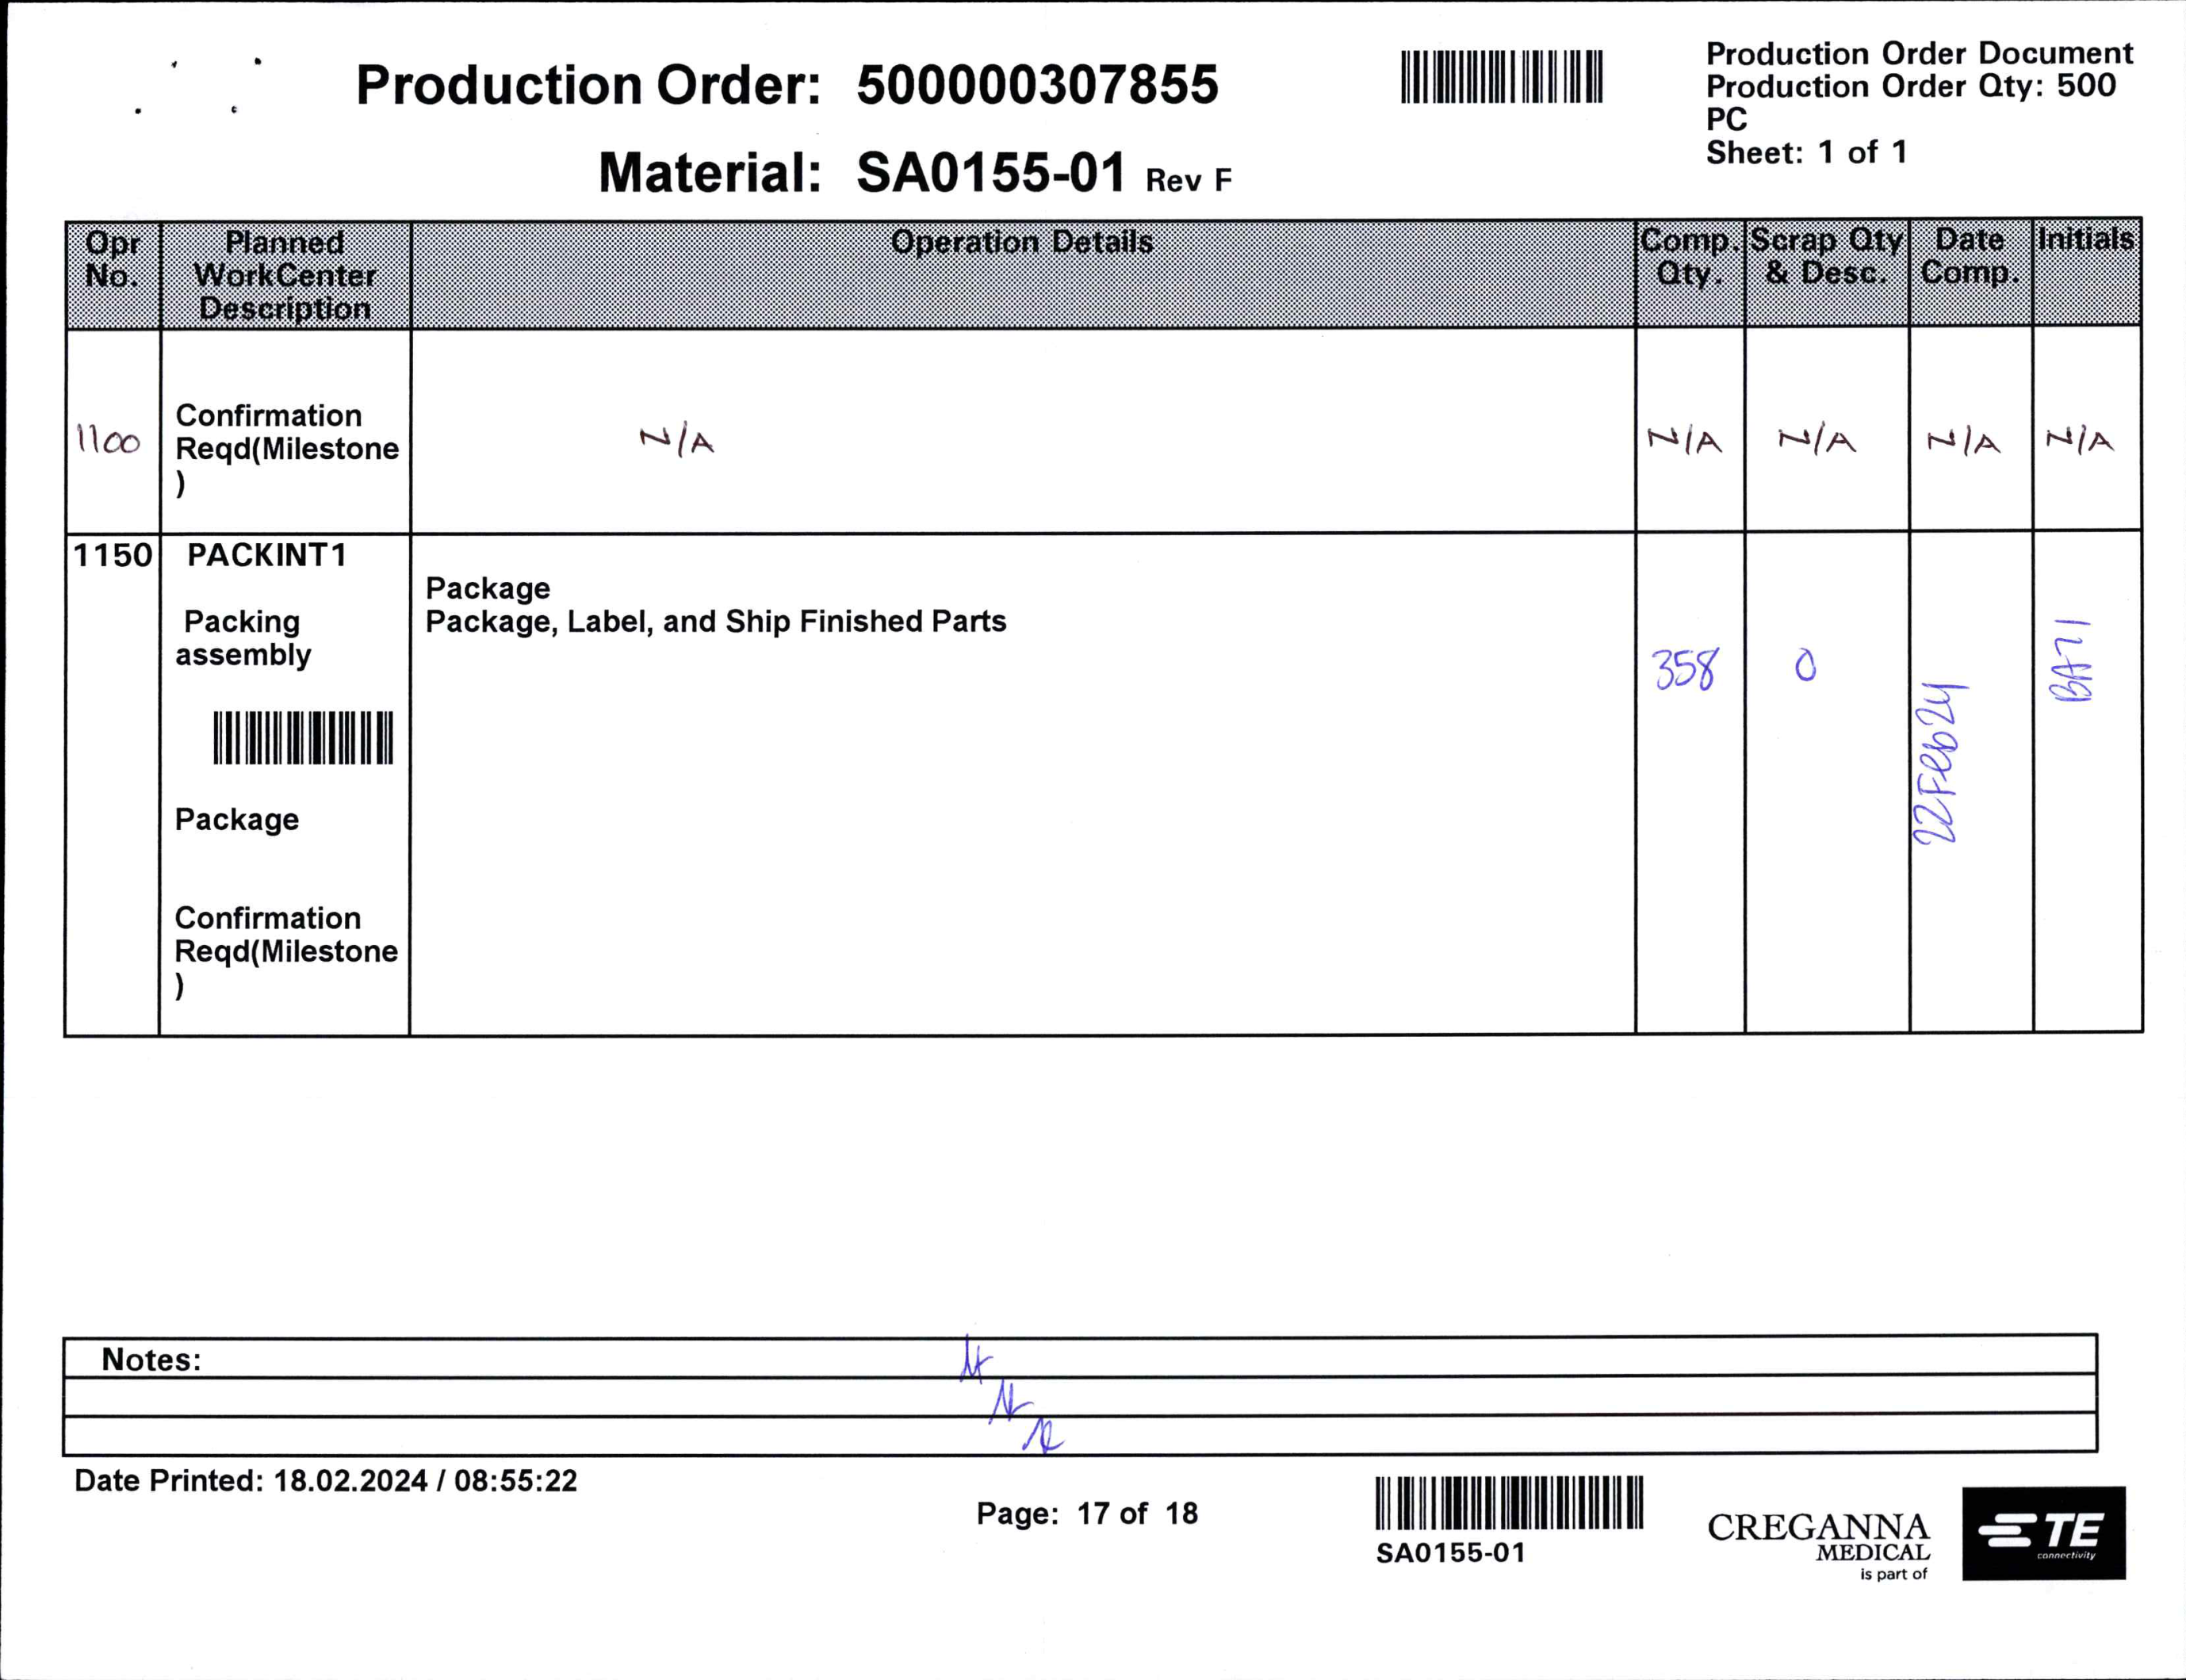 Production Order: 500000307855
Material: SA0155-01 Rev F
Production Order Document
Production Order Qty: 500
PC
Sheet: 1 of 1
Opr No.
Planned WorkCenter Description
Operation Details
Comp. Qty.
Scrap Qty & Desc.
Date Comp.
Initials
1100
Confirmation
Reqd(Milestone
)
N/A
N/A
N/A
N/A
N/A
1150
PACKINT1
Packing
assembly
Package
Confirmation
Reqd(Milestone
)
Package
Package, Label, and Ship Finished Parts
358
0
22Feb24
Notes:
Date Printed: 18.02.2024 / 08:55:22
Page: 17 of 18
SA0155-01
CREGANNA
MEDICAL
is part of
TE
connectivity